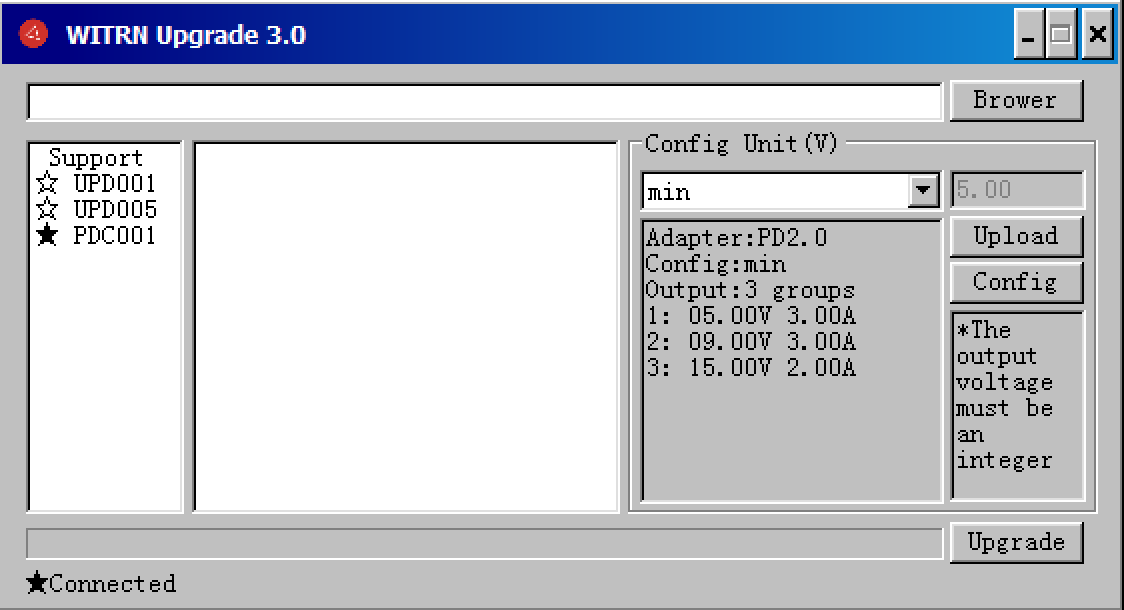 WITRN Upgrade 3.0
Brower
Support
☆ UPD001
☆ UPD005
★ PDC001
Config Unit(V)
min
5.00
Adapter:PD2.0
Config:min
Output:3 groups
1: 05.00V 3.00A
2: 09.00V 3.00A
3: 15.00V 2.00A
Upload
Config
*The
output
voltage
must be
an
integer
Upgrade
★Connected